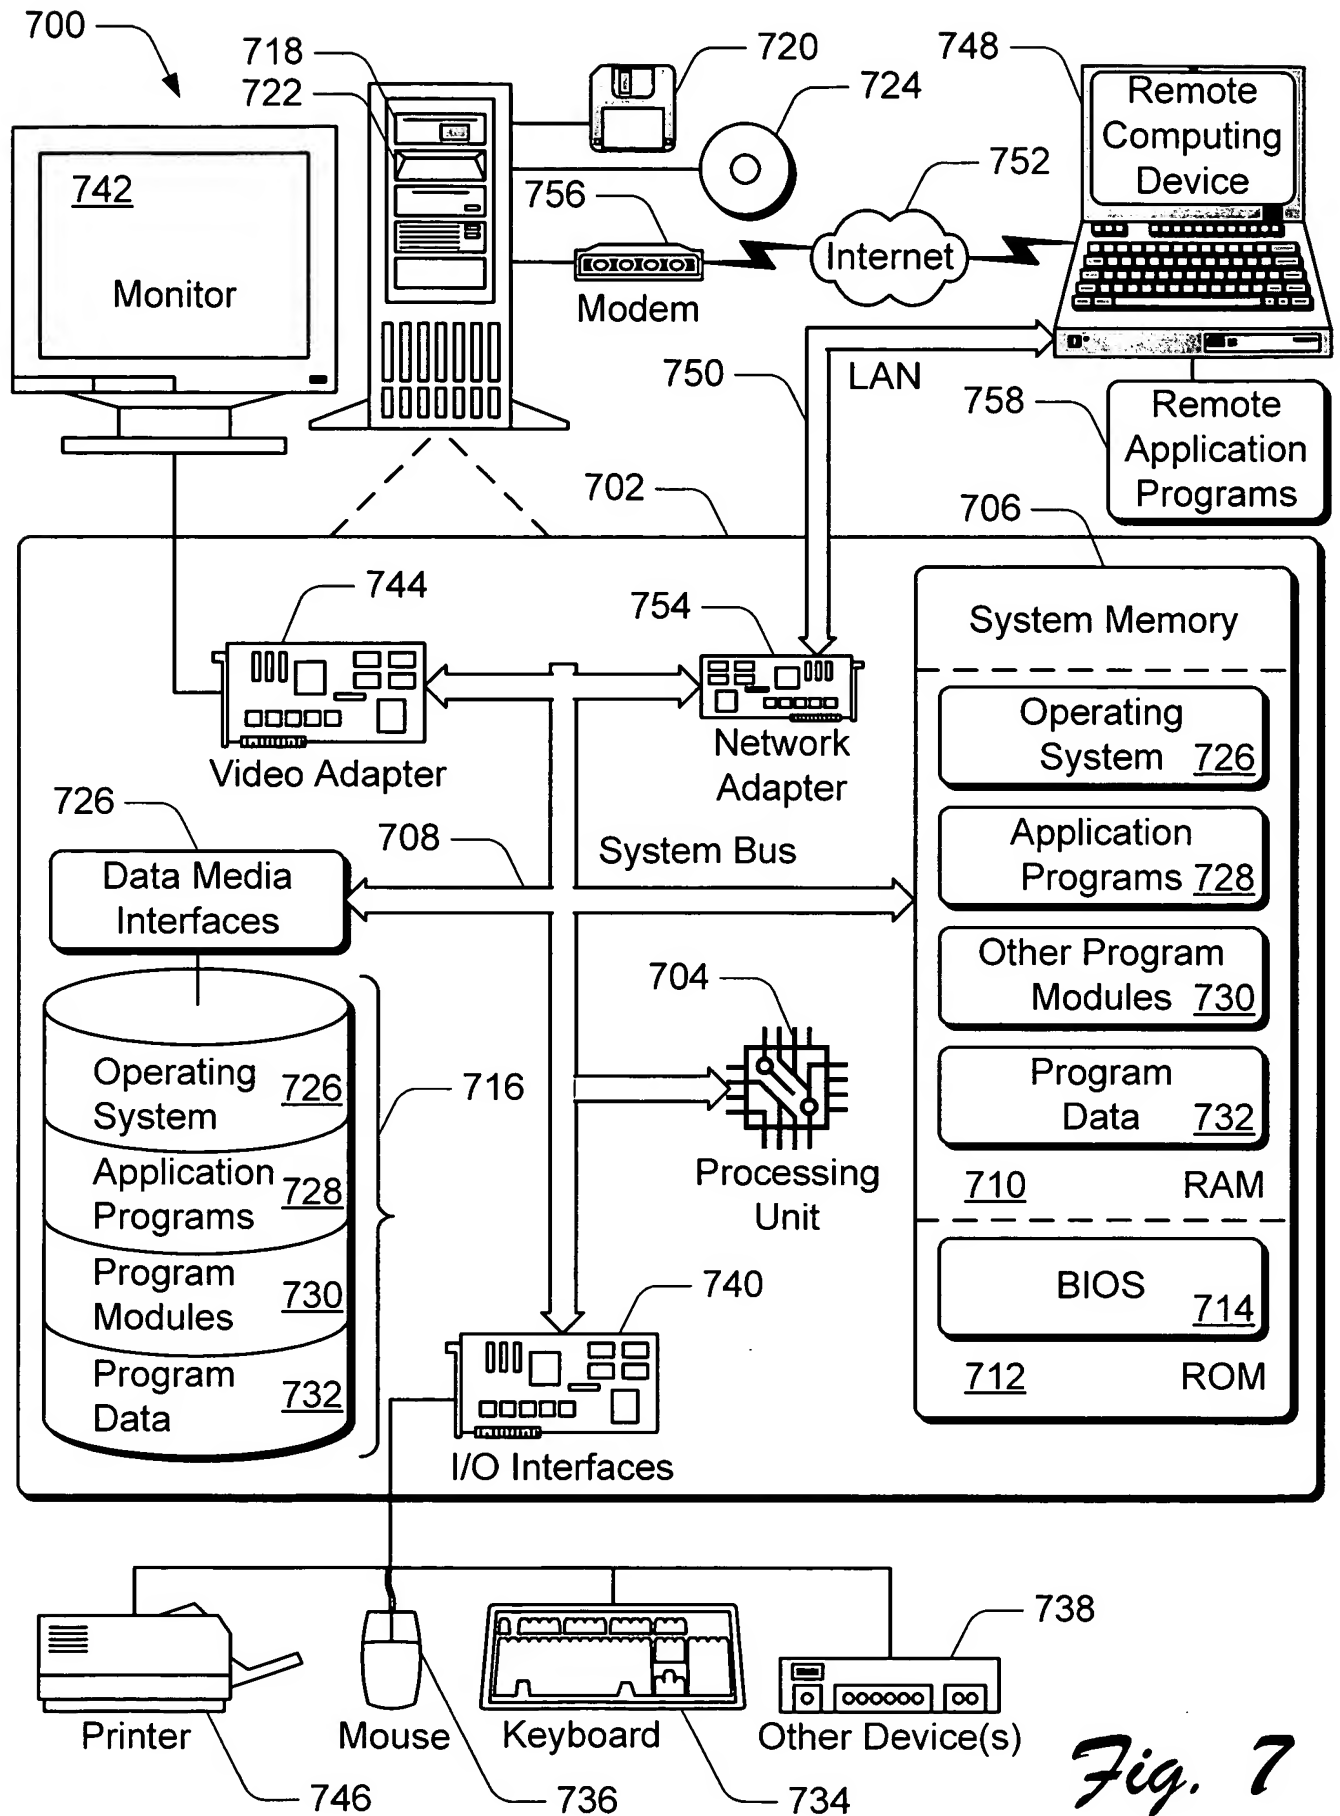 700
718
722
720
724
748
Remote
Computing
Device
742
Monitor
756
752
Internet
Modem
750
LAN
758
Remote
Application
Programs
702
706
744
754
System Memory
Operating
System 726
Video Adapter
Network
Adapter
726
708
System Bus
Application
Programs 728
Data Media
Interfaces
Other Program
Modules 730
704
Operating
System 726
716
Program
Data 732
Processing
Unit
710 RAM
Application
Programs 728
Program
Modules 730
740
BIOS
714
Program
Data 732
712 ROM
I/O Interfaces
738
Printer
Mouse
Keyboard
Other Device(s)
746
736
734
Fig. 7